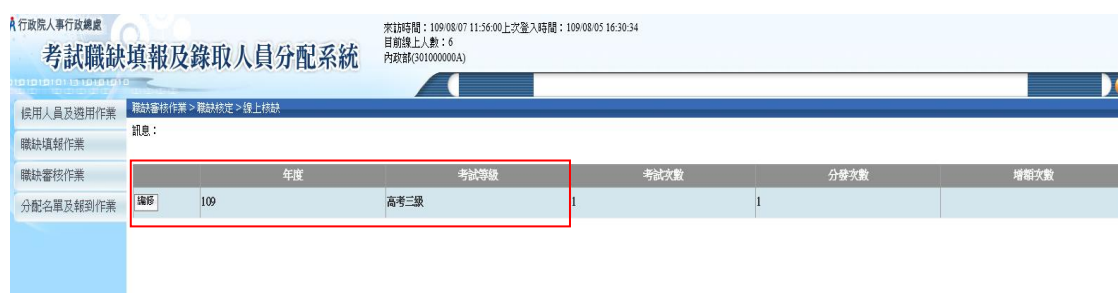 行政院人事行政總處
考試職缺填報及錄取人員分配系統
來訪時間：109/08/07 11:56:00上次登入時間：109/08/05 16:30:34
目前線上人數：6
內政部(301000000A)
候用人員及遴用作業
職缺填報作業
職缺審核作業
分配名單及報到作業
職缺審核作業 > 職缺核定 > 線上核缺
訊息：
年度 考試等級 考試次數 分發次數 增額次數
編修 109 高考三級 1 1